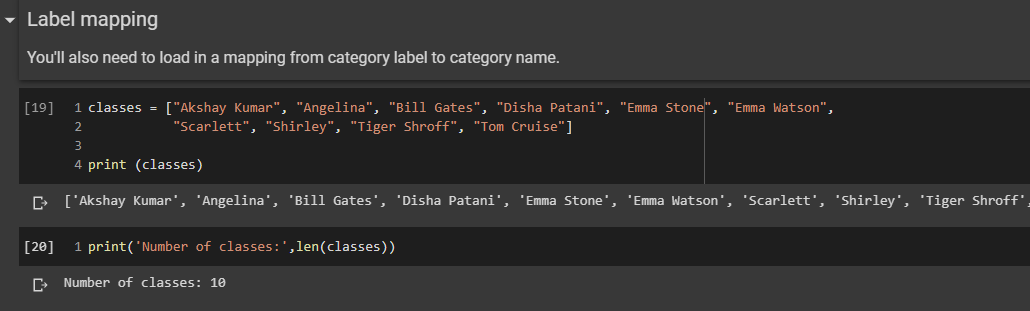 Label mapping
You'll also need to load in a mapping from category label to category name.
[19] 1 classes = ["Akshay Kumar", "Angelina", "Bill Gates", "Disha Patani", "Emma Stone", "Emma Watson",
2 "Scarlett", "Shirley", "Tiger Shroff", "Tom Cruise"]
3
4 print (classes)
['Akshay Kumar', 'Angelina', 'Bill Gates', 'Disha Patani', 'Emma Stone', 'Emma Watson', 'Scarlett', 'Shirley', 'Tiger Shroff',
[20] 1 print('Number of classes:',len(classes))
Number of classes: 10